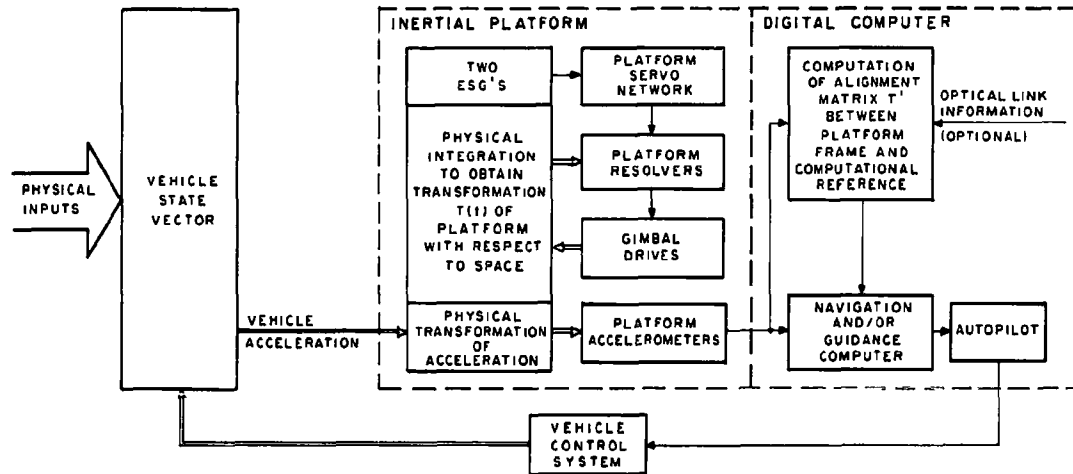 PHYSICAL
INPUTS
VEHICLE
STATE
VECTOR
VEHICLE
ACCELERATION
INERTIAL PLATFORM
TWO
ESG'S
PHYSICAL
INTEGRATION
TO OBTAIN
TRANSFORMATION
T(t) OF
PLATFORM
WITH RESPECT
TO SPACE
PHYSICAL
TRANSFORMATION
OF
ACCELERATION
PLATFORM
SERVO
NETWORK
PLATFORM
RESOLVERS
GIMBAL
DRIVES
PLATFORM
ACCELEROMETERS
DIGITAL COMPUTER
COMPUTATION
OF ALIGNMENT
MATRIX T'
BETWEEN
PLATFORM
FRAME AND
COMPUTATIONAL
REFERENCE
OPTICAL LINK
INFORMATION
(OPTIONAL)
NAVIGATION
AND/OR
GUIDANCE
COMPUTER
AUTOPILOT
VEHICLE
CONTROL
SYSTEM